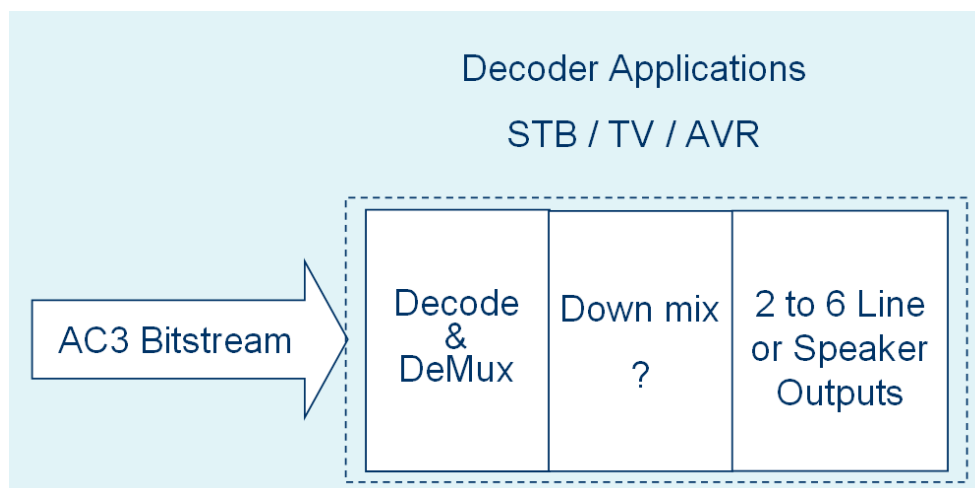 Decoder Applications
STB / TV / AVR
AC3 Bitstream
Decode
&
DeMux
Down mix
?
2 to 6 Line
or Speaker
Outputs